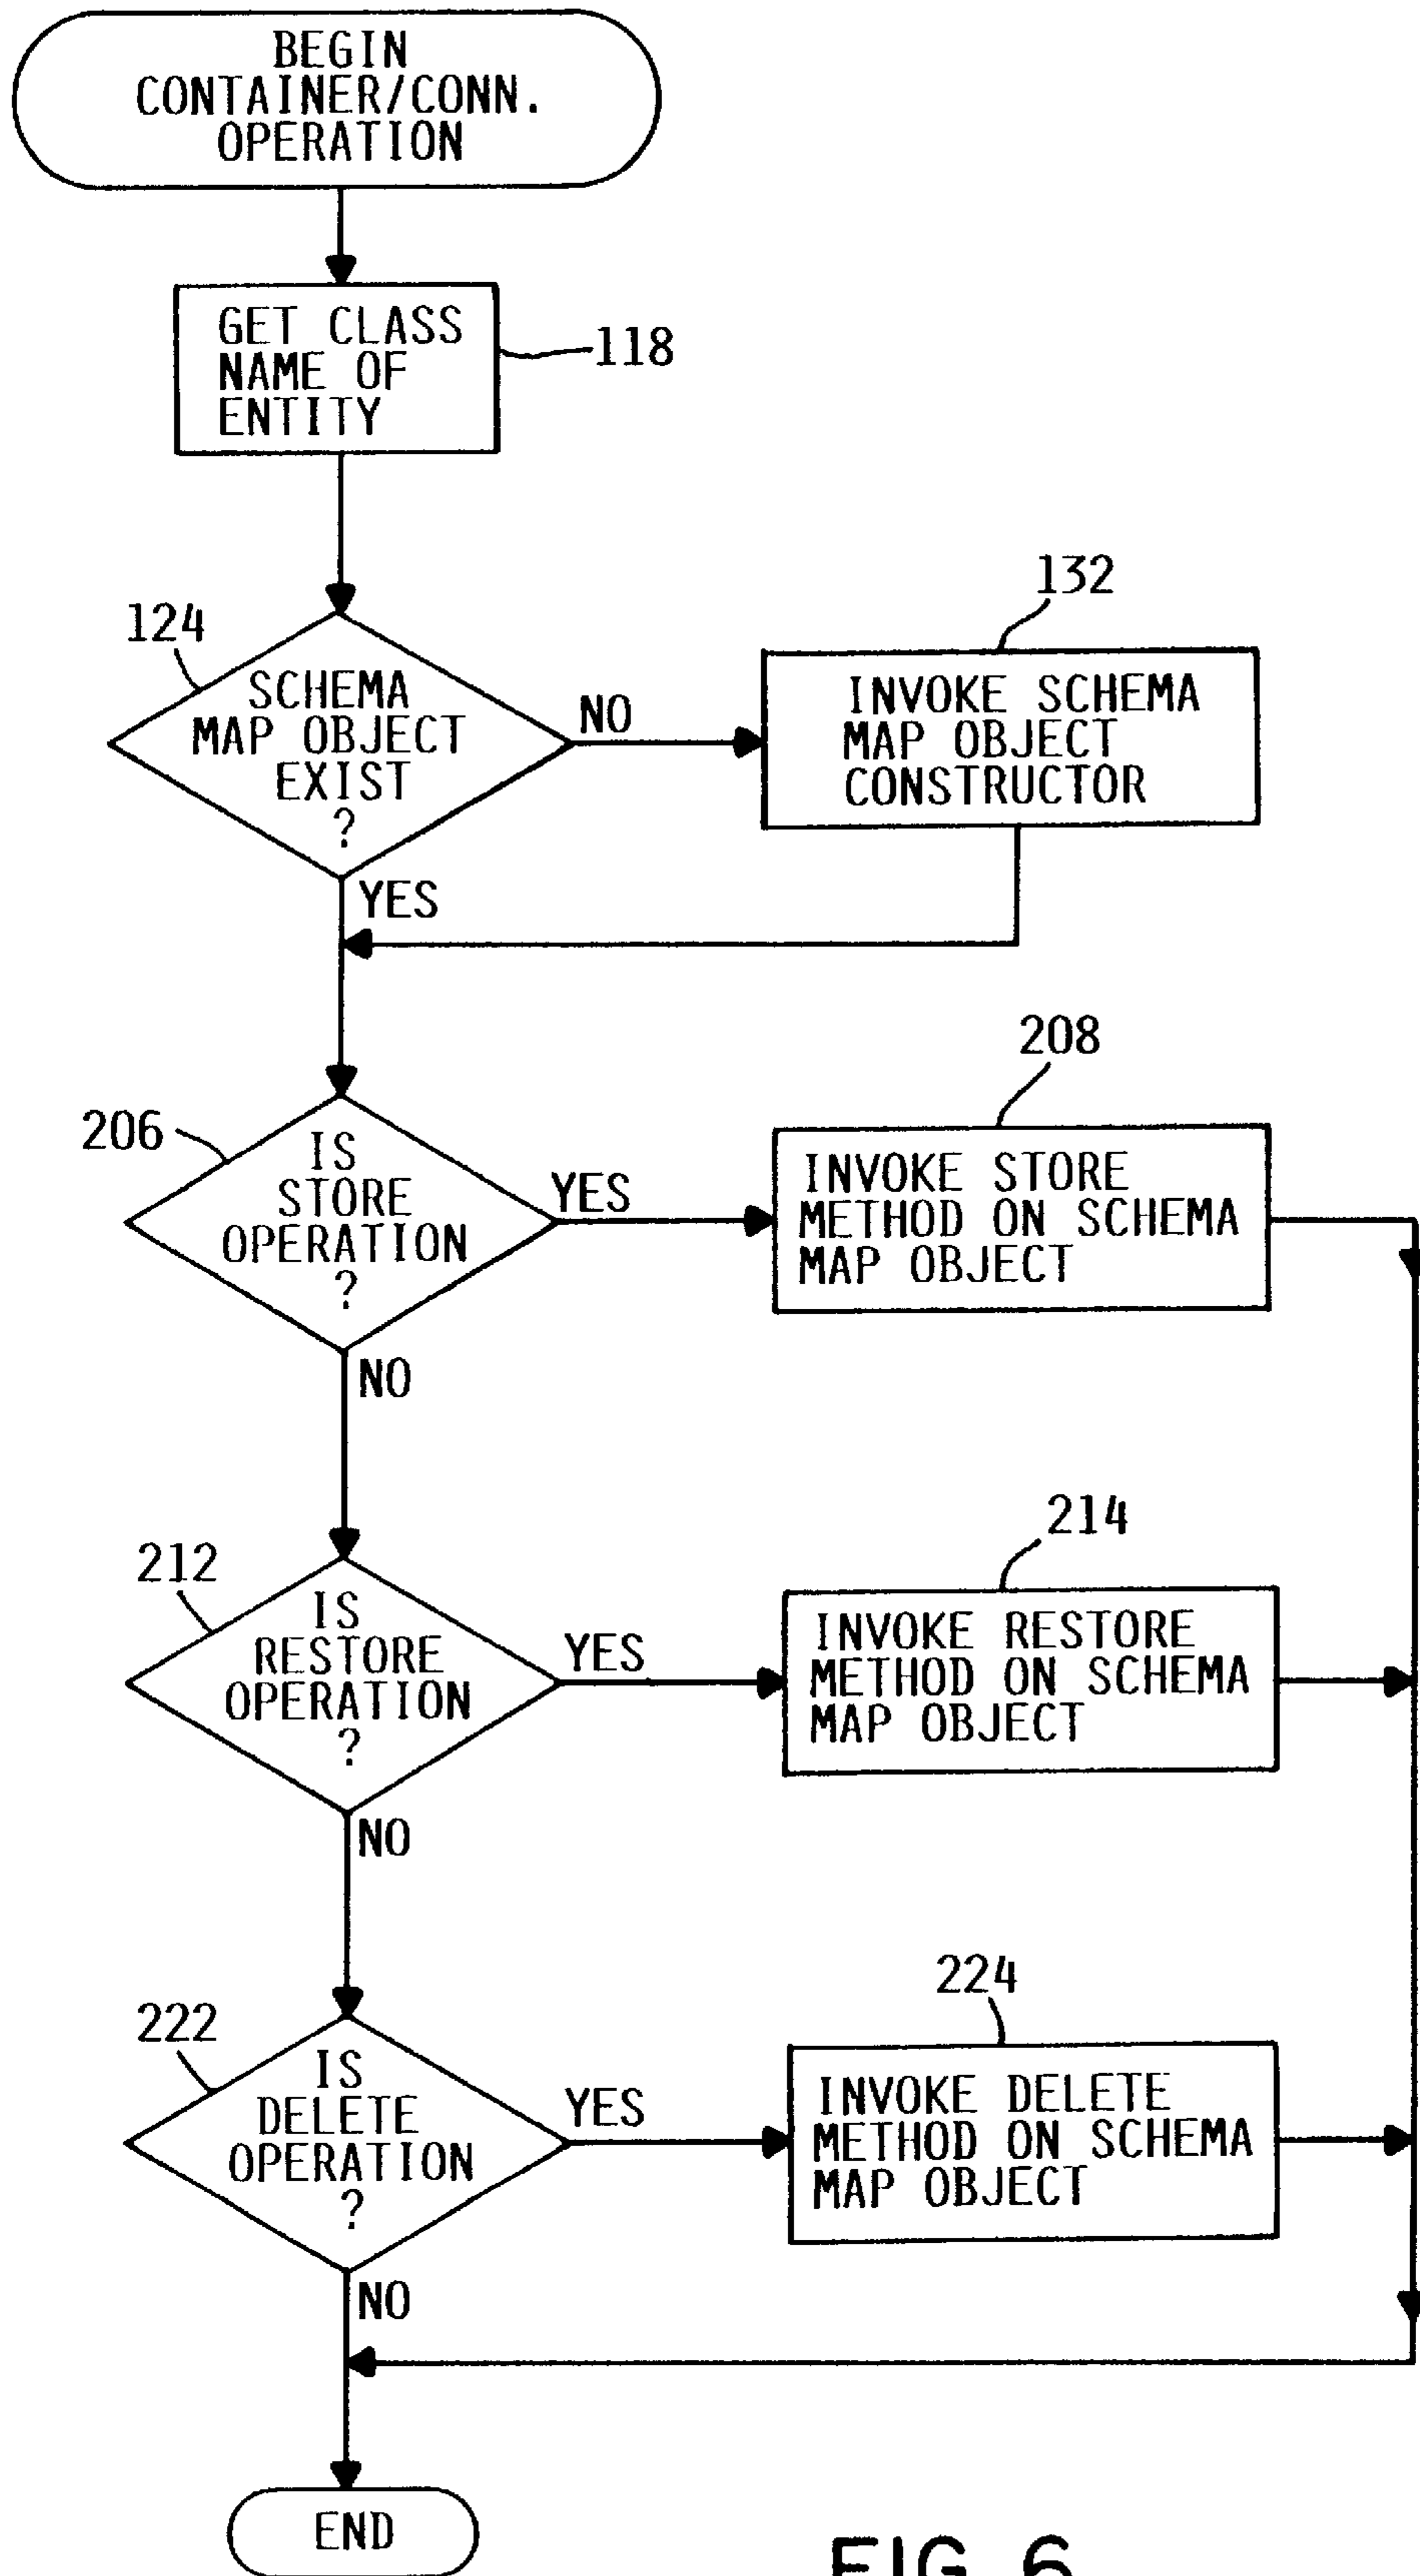 BEGIN
CONTAINER/CONN.
OPERATION
GET CLASS
NAME OF
ENTITY
118
124
SCHEMA
MAP OBJECT
EXIST
?
NO
132
INVOKE SCHEMA
MAP OBJECT
CONSTRUCTOR
YES
206
IS
STORE
OPERATION
?
YES
208
INVOKE STORE
METHOD ON SCHEMA
MAP OBJECT
NO
212
IS
RESTORE
OPERATION
?
YES
214
INVOKE RESTORE
METHOD ON SCHEMA
MAP OBJECT
NO
222
IS
DELETE
OPERATION
?
YES
224
INVOKE DELETE
METHOD ON SCHEMA
MAP OBJECT
NO
END
FIG. 6